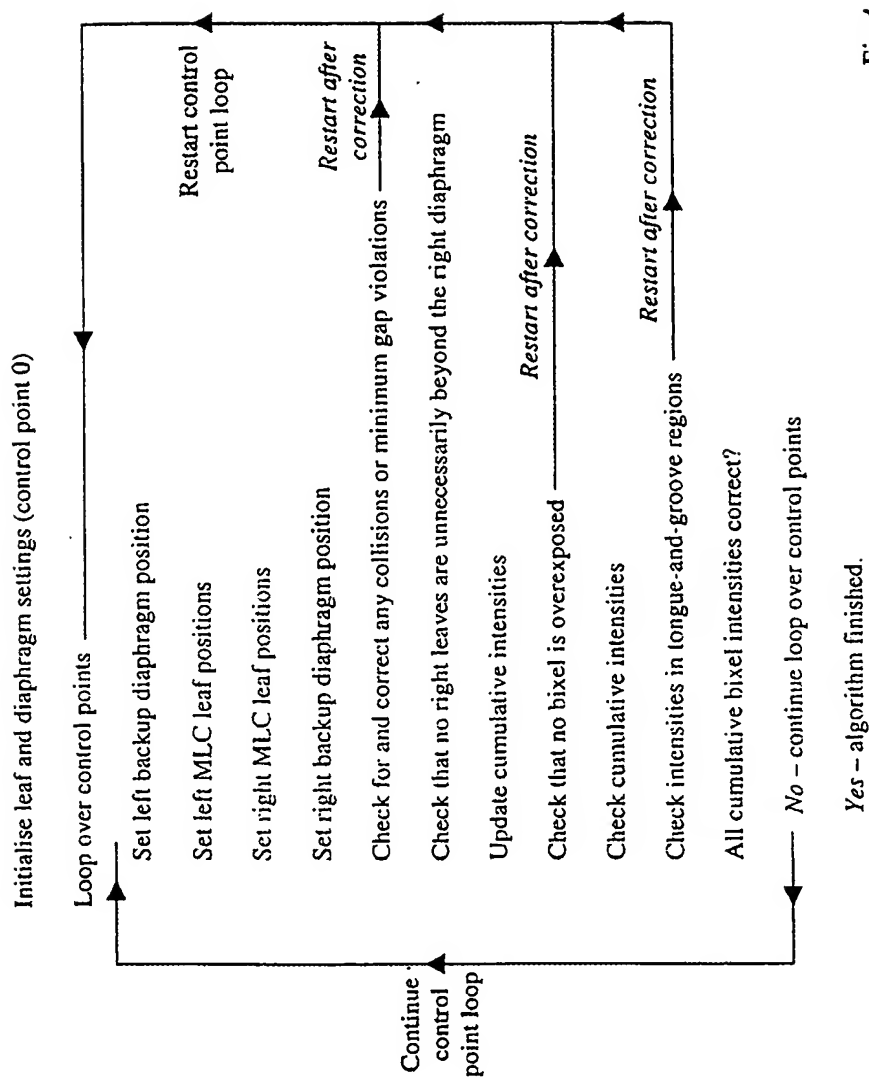 Initialise leaf and diaphragm settings (control point 0)
Loop over control points
Restart control
point loop
Set left backup diaphragm position
Set left MLC leaf positions
Set right MLC leaf positions
Set right backup diaphragm position
Check for and correct any collisions or minimum gap violations
Restart after
correction
Check that no right leaves are unnecessarily beyond the right diaphragm
Update cumulative intensities
Check that no bixel is overexposed
Restart after correction
Check cumulative intensities
Check intensities in tongue-and-groove regions
Restart after correction
All cumulative bixel intensities correct?
No – continue loop over control points
Continue
control
point loop
Yes – algorithm finished.